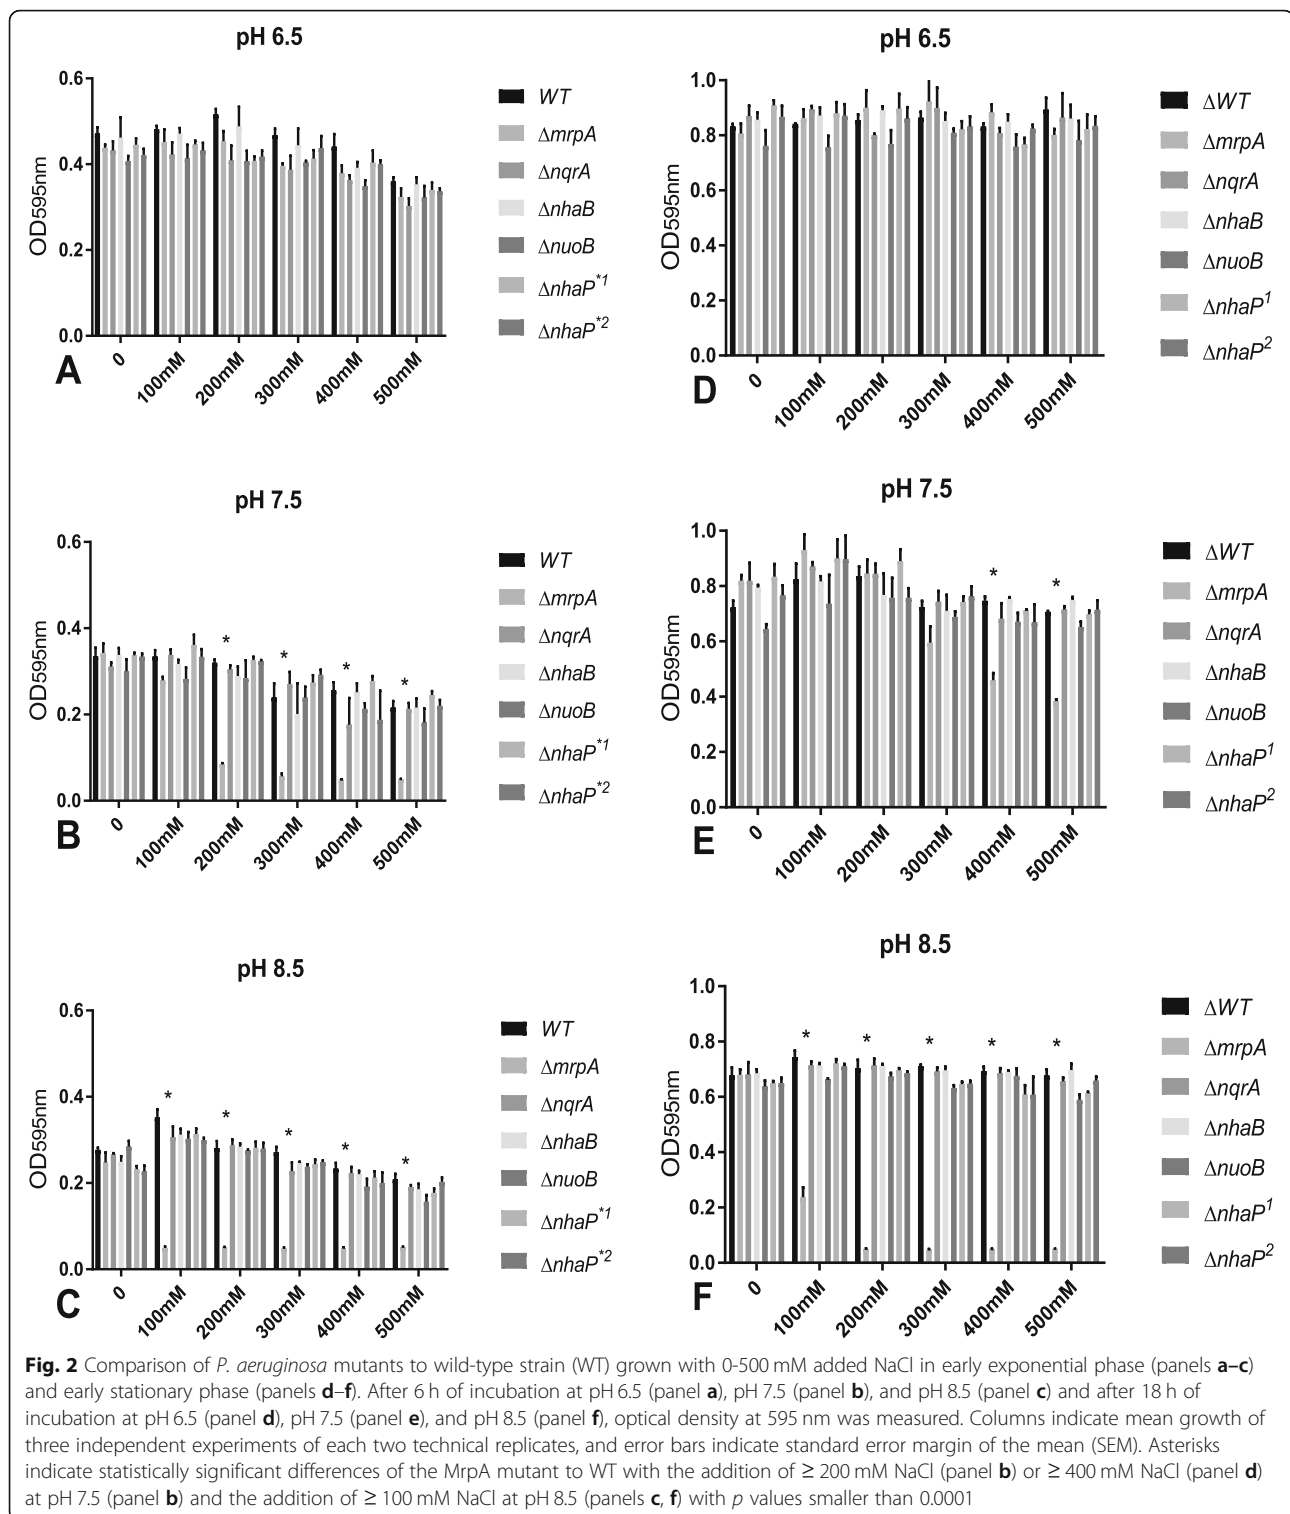 pH 6.5
OD595nm
0.6
0.4
0.2
0.0
0
100mM
200mM
300mM
400mM
500mM
WT
ΔmrpA
ΔnqrA
ΔnhaB
ΔnuoB
ΔnhaP*1
ΔnhaP*2
A
pH 6.5
OD595nm
1.0
0.8
0.6
0.4
0.2
0.0
0
100mM
200mM
300mM
400mM
500mM
ΔWT
ΔmrpA
ΔnqrA
ΔnhaB
ΔnuoB
ΔnhaP1
ΔnhaP2
D
pH 7.5
OD595nm
0.6
0.4
0.2
0.0
* * * *
0
100mM
200mM
300mM
400mM
500mM
WT
ΔmrpA
ΔnqrA
ΔnhaB
ΔnuoB
ΔnhaP*1
ΔnhaP*2
B
pH 7.5
OD595nm
1.0
0.8
0.6
0.4
0.2
0.0
* *
0
100mM
200mM
300mM
400mM
500mM
ΔWT
ΔmrpA
ΔnqrA
ΔnhaB
ΔnuoB
ΔnhaP1
ΔnhaP2
E
pH 8.5
OD595nm
0.6
0.4
0.2
0.0
* * * * *
0
100mM
200mM
300mM
400mM
500mM
WT
ΔmrpA
ΔnqrA
ΔnhaB
ΔnuoB
ΔnhaP*1
ΔnhaP*2
C
pH 8.5
OD595nm
1.0
0.8
0.6
0.4
0.2
0.0
* * * * *
0
100mM
200mM
300mM
400mM
500mM
ΔWT
ΔmrpA
ΔnqrA
ΔnhaB
ΔnuoB
ΔnhaP1
ΔnhaP2
F
Fig. 2 Comparison of P. aeruginosa mutants to wild-type strain (WT) grown with 0-500 mM added NaCl in early exponential phase (panels a–c)
and early stationary phase (panels d–f). After 6 h of incubation at pH 6.5 (panel a), pH 7.5 (panel b), and pH 8.5 (panel c) and after 18 h of
incubation at pH 6.5 (panel d), pH 7.5 (panel e), and pH 8.5 (panel f), optical density at 595 nm was measured. Columns indicate mean growth of
three independent experiments of each two technical replicates, and error bars indicate standard error margin of the mean (SEM). Asterisks
indicate statistically significant differences of the MrpA mutant to WT with the addition of ≥ 200 mM NaCl (panel b) or ≥ 400 mM NaCl (panel d)
at pH 7.5 (panel b) and the addition of ≥ 100 mM NaCl at pH 8.5 (panels c, f) with p values smaller than 0.0001